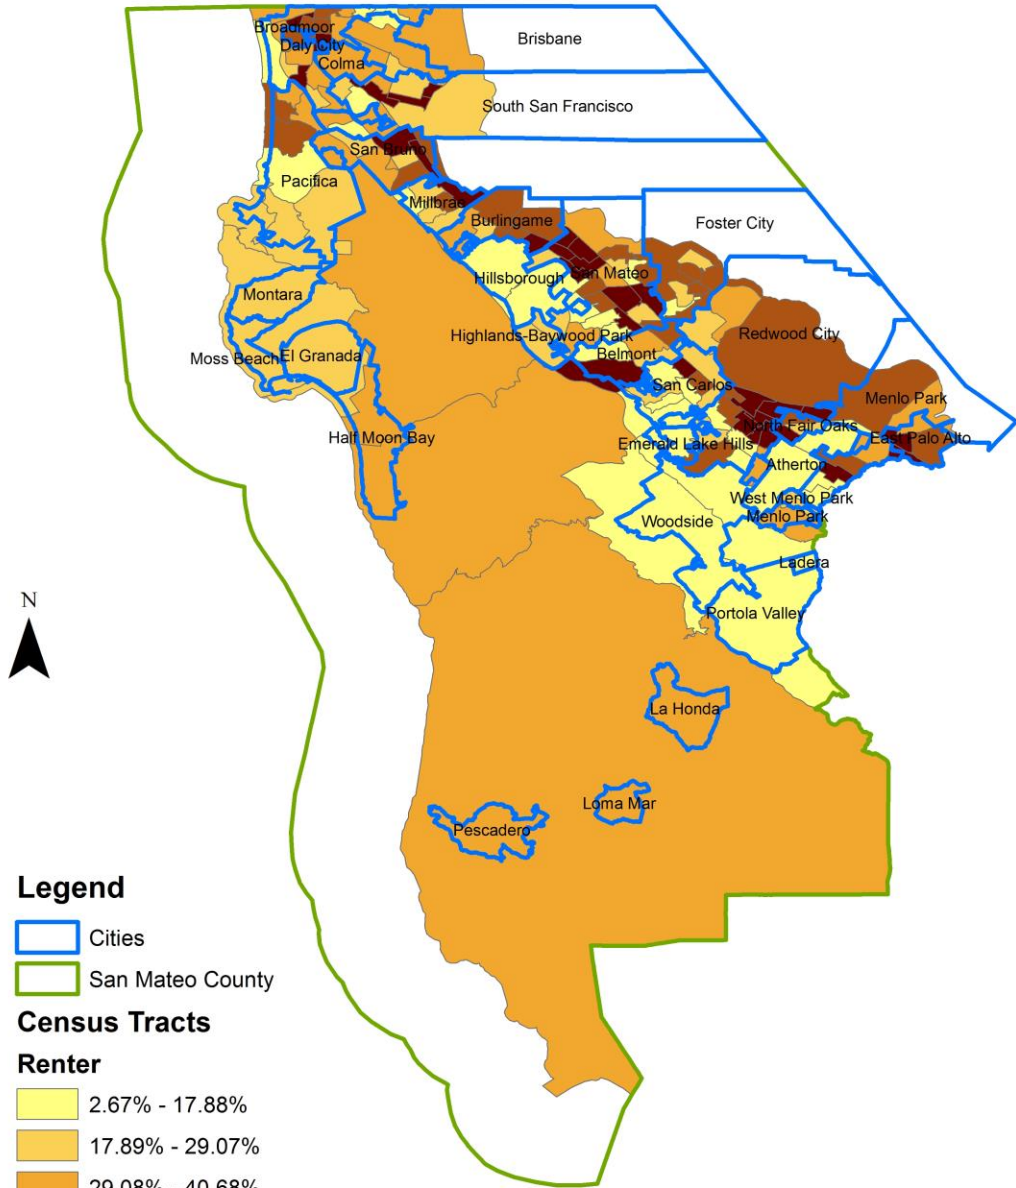 Broadmoor
Daly City
Colma
Brisbane
South San Francisco
San Bruno
Pacifica
Millbrae
Burlingame
Foster City
Hillsborough
San Mateo
Montara
Highlands-Baywood Park
Redwood City
Moss Beach
El Granada
Belmont
San Carlos
Menlo Park
Half Moon Bay
North Fair Oaks
East Palo Alto
Emerald Lake Hills
Atherton
West Menlo Park
Menlo Park
Woodside
Ladera
N
Portola Valley
La Honda
Loma Mar
Pescadero
Legend
Cities
San Mateo County
Census Tracts
Renter
2.67% - 17.88%
17.89% - 29.07%
29.08% - 40.68%